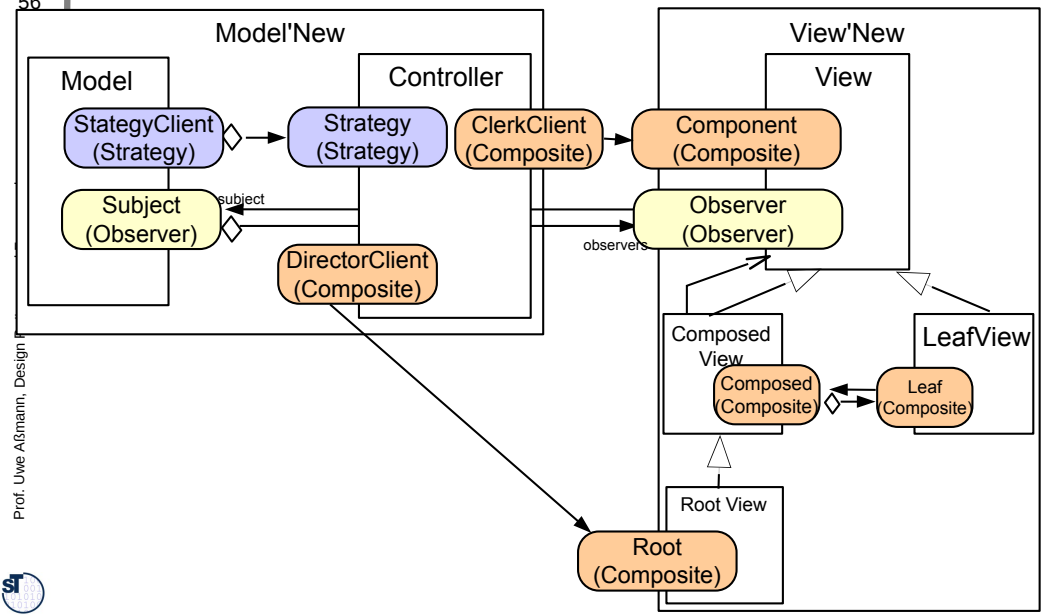 56
Model'New
View'New
Model
Controller
View
StategyClient
(Strategy)
Strategy
(Strategy)
ClerkClient
(Composite)
Component
(Composite)
Subject
(Observer)
subject
observers
Observer
(Observer)
DirectorClient
(Composite)
Composed
View
LeafView
Composed
(Composite)
Leaf
(Composite)
Root View
Root
(Composite)
Prof. Uwe Aßmann, Design
sT